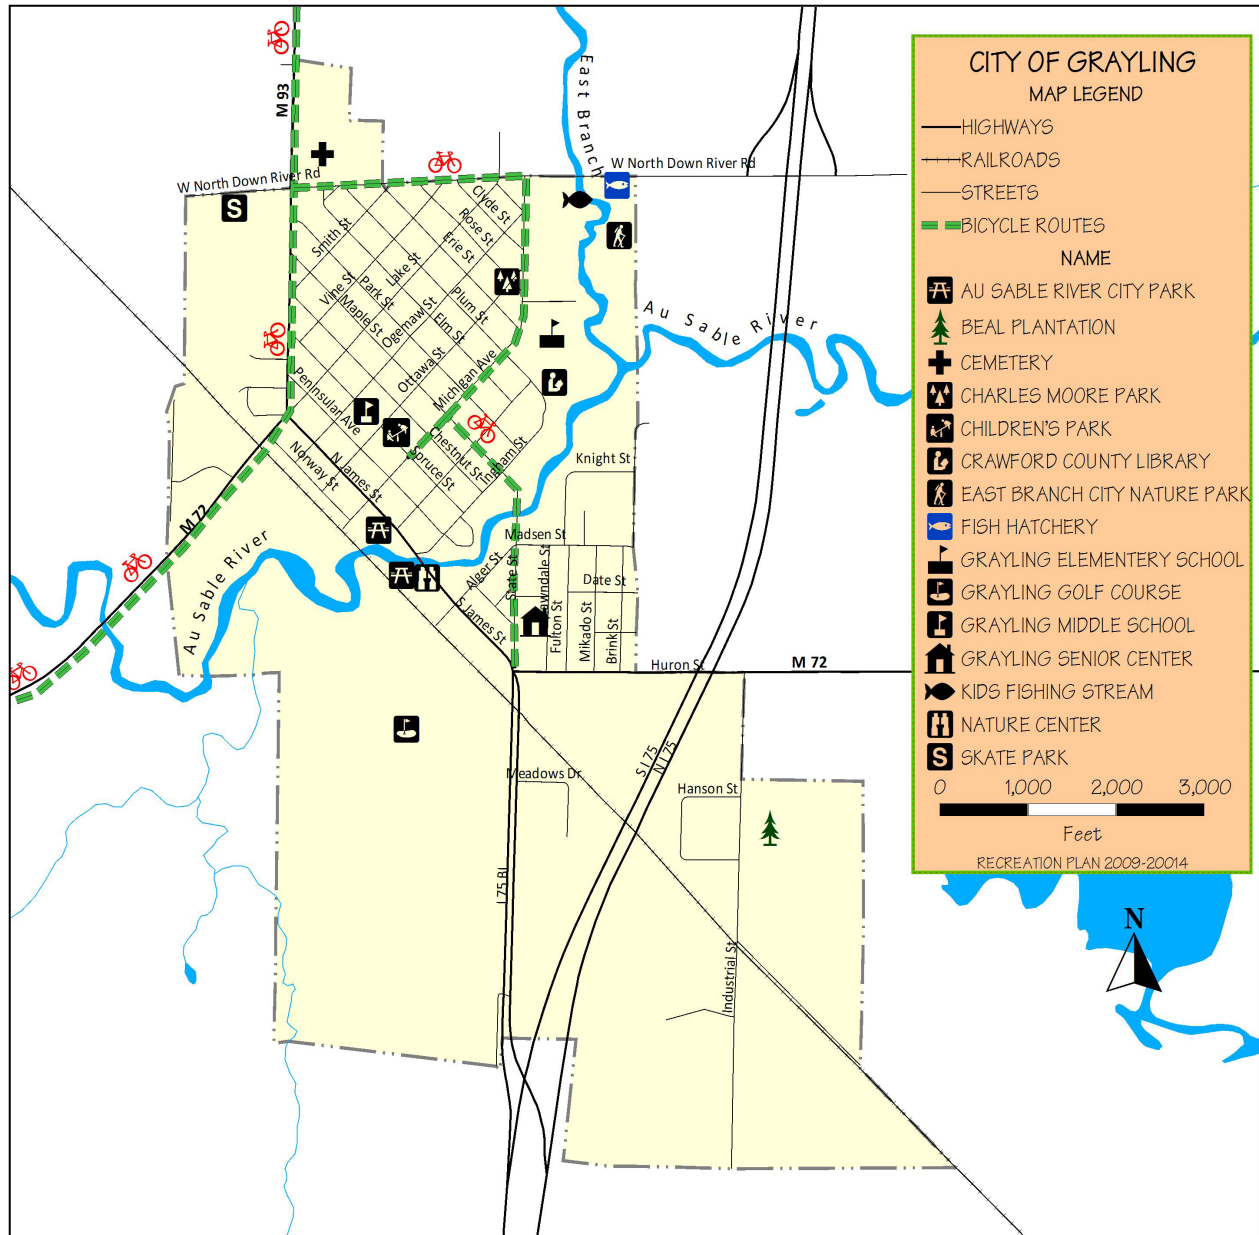 CITY OF GRAYLING
MAP LEGEND
HIGHWAYS
RAILROADS
STREETS
BICYCLE ROUTES
NAME
AU SABLE RIVER CITY PARK
BEAL PLANTATION
CEMETERY
CHARLES MOORE PARK
CHILDREN'S PARK
CRAWFORD COUNTY LIBRARY
EAST BRANCH CITY NATURE PARK
FISH HATCHERY
GRAYLING ELEMENTERY SCHOOL
GRAYLING GOLF COURSE
GRAYLING MIDDLE SCHOOL
GRAYLING SENIOR CENTER
KIDS FISHING STREAM
NATURE CENTER
S SKATE PARK
0 1,000 2,000 3,000
Feet
RECREATION PLAN 2009-20014
N
M 93
East Branch
W North Down River Rd
W North Down River Rd
S
Clyde St
Rose St
Erie St
Smith St
Lake St
Vine St
Park St
Maple St
Ogemaw St
Plum St
Elm St
Ottawa St
Michigan Ave
Peninsular Ave
Au Sable River
Norway St
N James St
Spruce St
Chestnut St
Ingham St
Knight St
M 72
Au Sable River
Madsen St
Alger St
State St
Lawndale St
Date St
S James St
Fulton St
Mikado St
Brink St
Huron St
M 72
S I 75
N I 75
Meadows Dr
Hanson St
I 75 BL
Industrial St